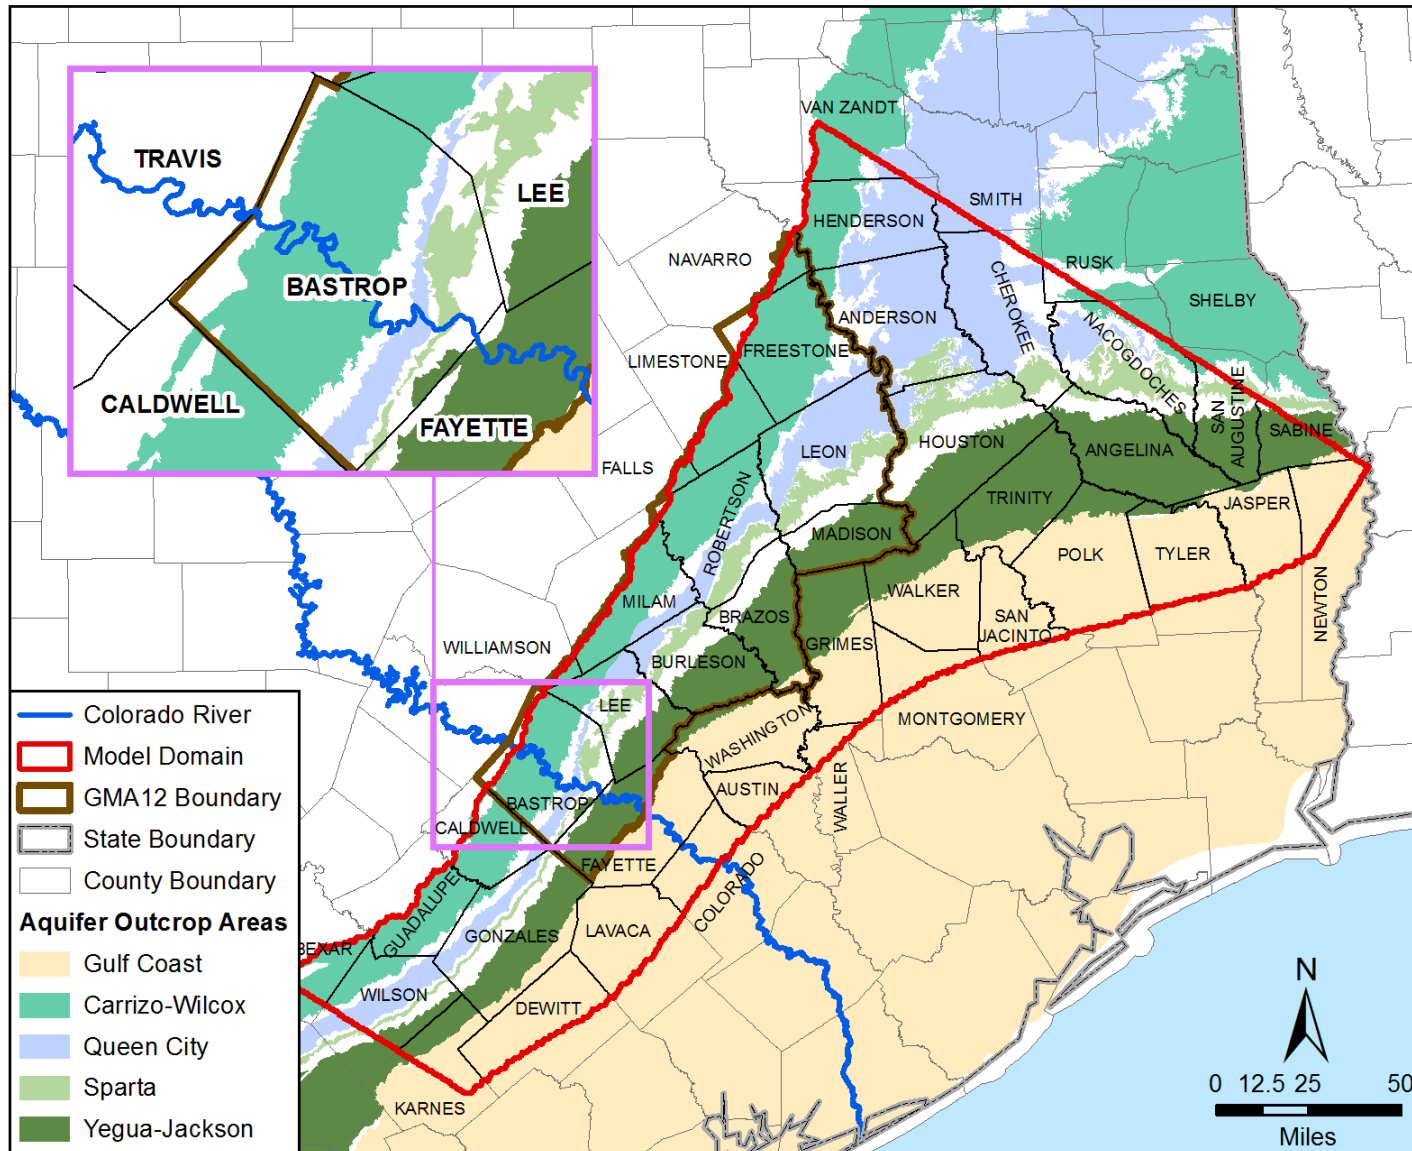 VAN ZANDT
TRAVIS
LEE
BASTROP
CALDWELL
FAYETTE
SMITH
HENDERSON
NAVARRO
RUSK
CHEROKEE
SHELBY
ANDERSON
NACOGDOCHES
FREESTONE
LIMESTONE
SAN
AUGUSTINE
SABINE
HOUSTON
LEON
ANGELINA
FALLS
TRINITY
JASPER
ROBERTSON
MADISON
POLK
TYLER
WALKER
MILAM
NEWTON
BRAZOS
SAN
JACINTO
WILLIAMSON
GRIMES
BURLESON
LEE
WASHINGTON
MONTGOMERY
AUSTIN
WALLER
BASTROP
CALDWELL
FAYETTE
COLORADO
GUADALUPE
LAVACA
GONZALES
BEXAR
WILSON
DEWITT
KARNES
Colorado River
Model Domain
GMA12 Boundary
State Boundary
County Boundary
Aquifer Outcrop Areas
Gulf Coast
Carrizo-Wilcox
Queen City
Sparta
Yegua-Jackson
N
0 12.5 25 50
Miles